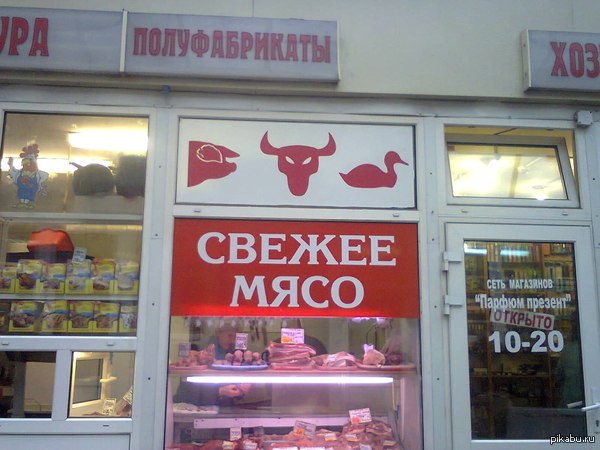 УРА
ПОЛУФАБРИКАТЫ
ХОЗ
СВЕЖЕЕ
МЯСО
СЕТЬ МАГАЗИНОВ
"Парфюм презент"
ОТКРЫТО
10-20
pikabu.ru